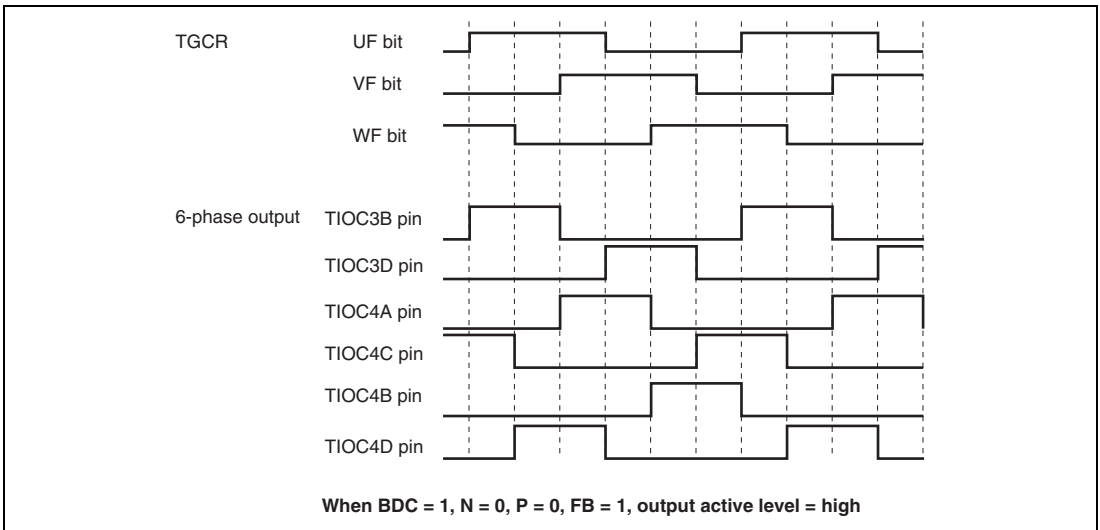 TGCR UF bit
VF bit
WF bit
6-phase output TIOC3B pin
TIOC3D pin
TIOC4A pin
TIOC4C pin
TIOC4B pin
TIOC4D pin
When BDC = 1, N = 0, P = 0, FB = 1, output active level = high